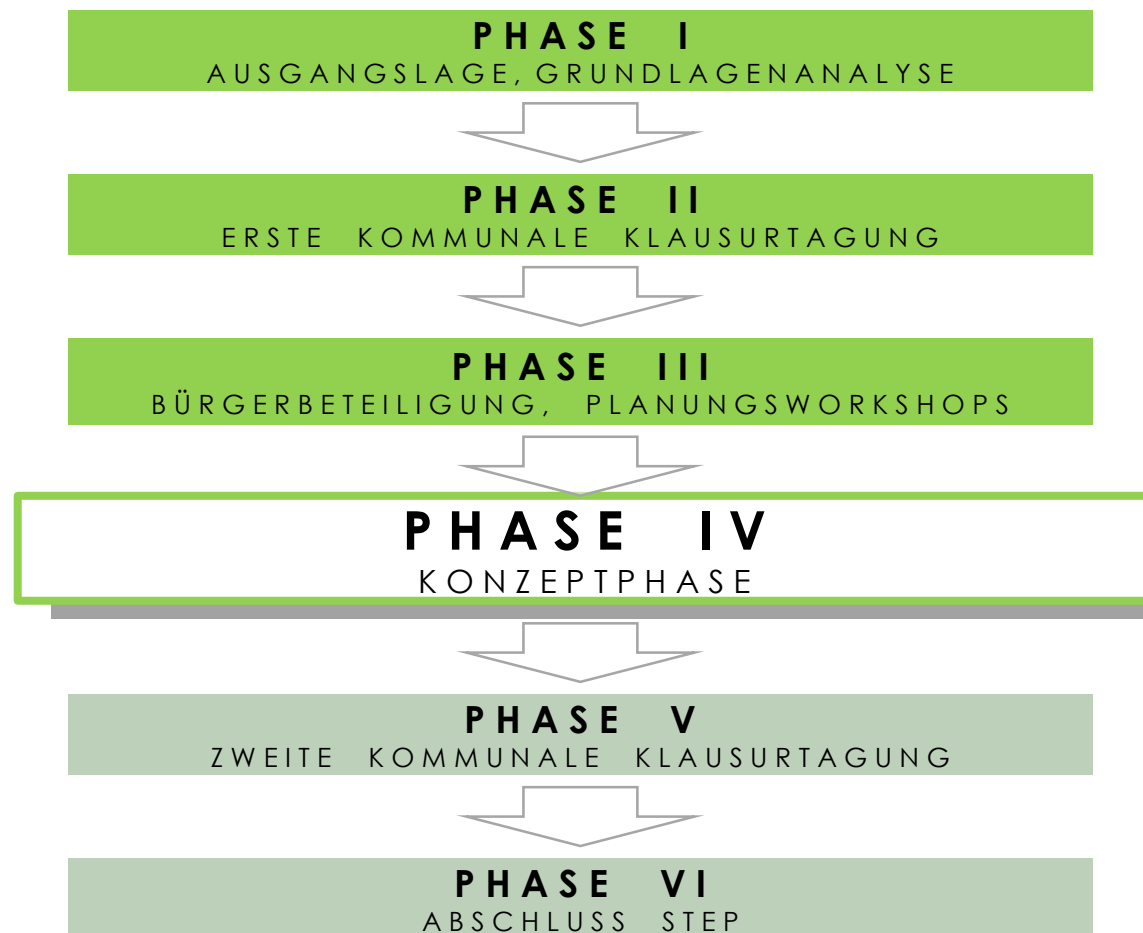 PHASE I
AUSGANGSLAGE, GRUNDLAGENANALYSE
PHASE II
ERSTE KOMMUNALE KLAUSURTAGUNG
PHASE III
BÜRGERBETEILIGUNG, PLANUNGSWORKSHOPS
PHASE IV
KONZEPTPHASE
PHASE V
ZWEITE KOMMUNALE KLAUSURTAGUNG
PHASE VI
ABSCHLUSS STEP